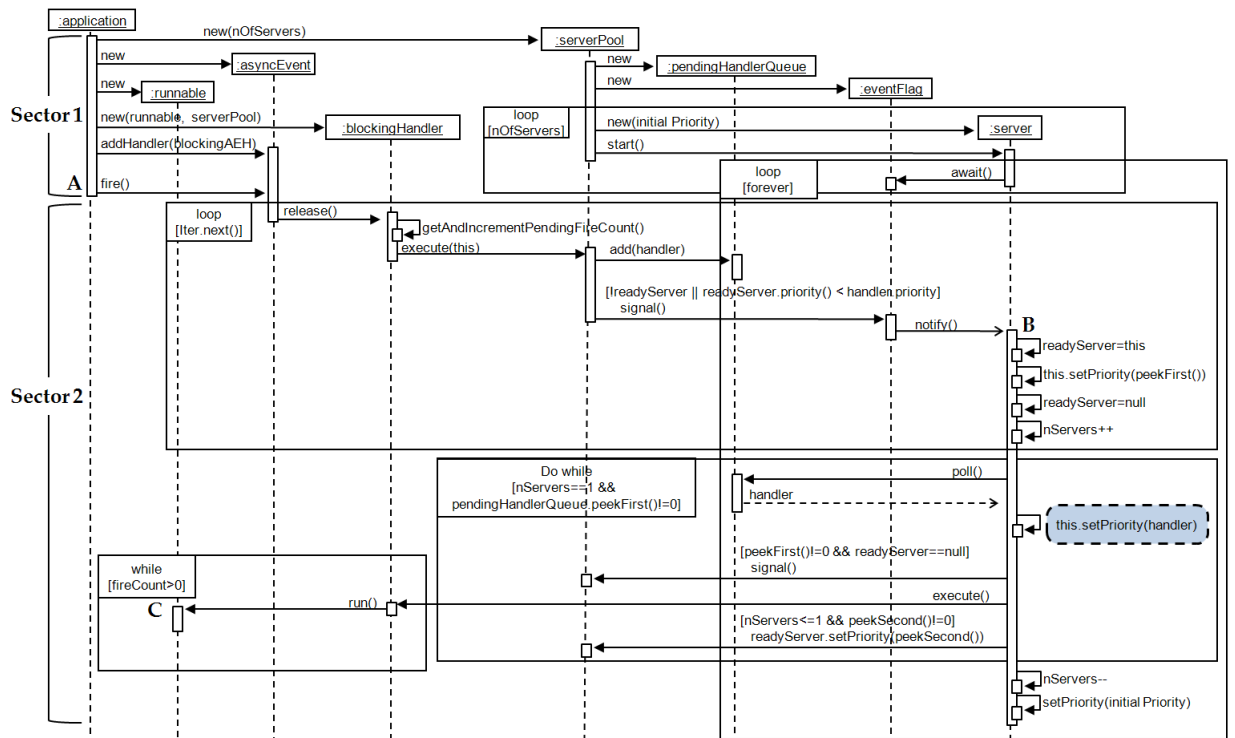 :application
new(nOfServers)
:serverPool
new
:asyncEvent
new
:pendingHandlerQueue
new
:runnable
new
:eventFlag
Sector 1
new(runnable, serverPool)
:blockingHandler
loop
[nOfServers]
new(initial Priority)
:server
addHandler(blockingAEH)
start()
A
fire()
loop
[forever]
await()
loop
[Iter.next()]
release()
getAndIncrementPendingFireCount()
execute(this)
add(handler)
[!readyServer || readyServer.priority() < handler.priority]
signal()
notify()
B
readyServer=this
this.setPriority(peekFirst())
Sector 2
readyServer=null
nServers++
Do while
[nServers==1 &&
pendingHandlerQueue.peekFirst()!=0]
poll()
handler
this.setPriority(handler)
[peekFirst()!=0 && readyServer==null]
signal()
while
[fireCount>0]
C
run()
execute()
[nServers<=1 && peekSecond()!=0]
readyServer.setPriority(peekSecond())
nServers--
setPriority(initial Priority)